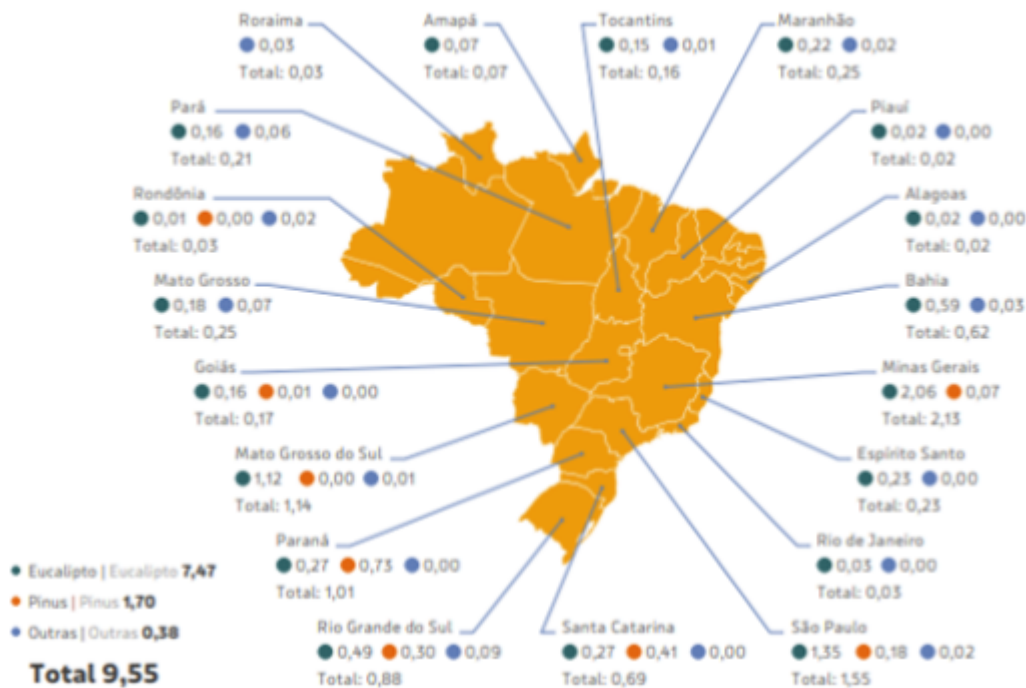 Roraima
0,03
Total: 0,03
Amapá
0,07
Total: 0,07
Tocantins
0,15 0,01
Total: 0,16
Maranhão
0,22 0,02
Total: 0,25
Pará
0,16 0,06
Total: 0,21
Piauí
0,02 0,00
Total: 0,02
Rondônia
0,01 0,00 0,02
Total: 0,03
Alagoas
0,02 0,00
Total: 0,02
Mato Grosso
0,18 0,07
Total: 0,25
Bahia
0,59 0,03
Total: 0,62
Goiás
0,16 0,01 0,00
Total: 0,17
Minas Gerais
2,06 0,07
Total: 2,13
Mato Grosso do Sul
1,12 0,00 0,01
Total: 1,14
Espírito Santo
0,23 0,00
Total: 0,23
Paraná
0,27 0,73 0,00
Total: 1,01
Rio de Janeiro
0,03 0,00
Total: 0,03
Rio Grande do Sul
0,49 0,30 0,09
Total: 0,88
Santa Catarina
0,27 0,41 0,00
Total: 0,69
São Paulo
1,35 0,18 0,02
Total: 1,55
Eucalipto | Eucalipto 7,47
Pinus | Pinus 1,70
Outras | Outras 0,38
Total 9,55